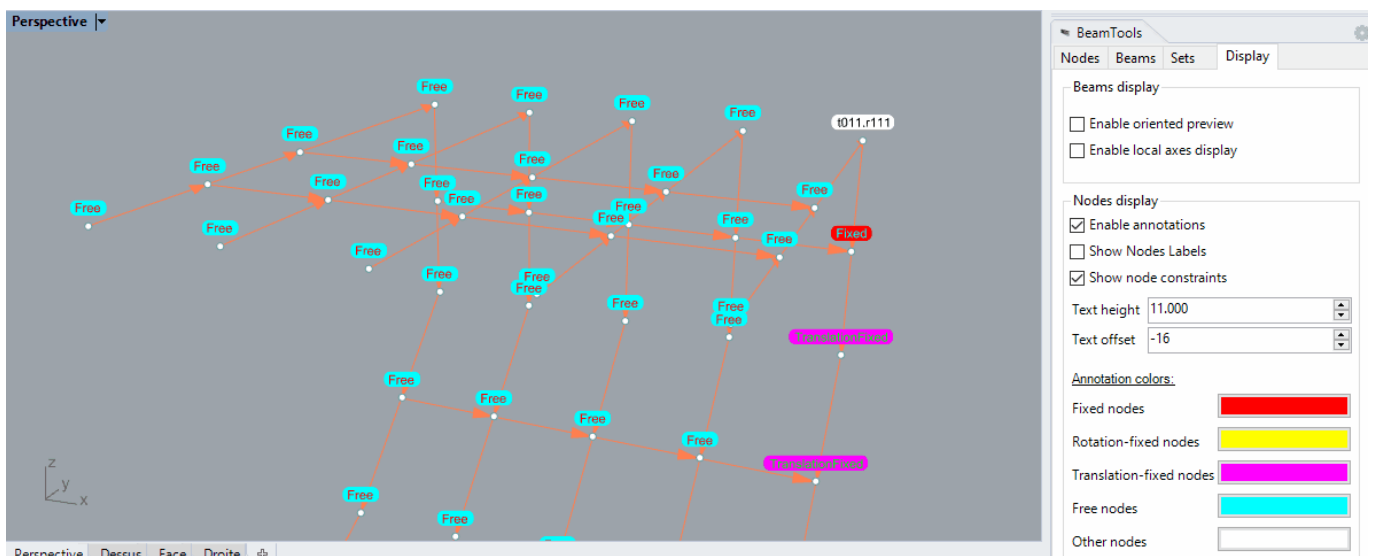 Perspective
BeamTools
Nodes Beams Sets Display
Beams display
Enable oriented preview
Enable local axes display
Nodes display
Enable annotations
Show Nodes Labels
Show node constraints
Text height 11.000
Text offset -16
Annotation colors:
Fixed nodes
Rotation-fixed nodes
Translation-fixed nodes
Free nodes
Other nodes
Free
Free
Free
Free
t011.r111
Free
Free
Free
Free
Free
Free
Free
Free
Free
Free
Free
Free
Free
Free
Fixed
Free
Free
Free
Free
Free
Free
Free
Free
TranslationFixed
Free
Free
Free
Free
TranslationFixed
Free
Free
z
y
x
Perspective Dessus Face Droite